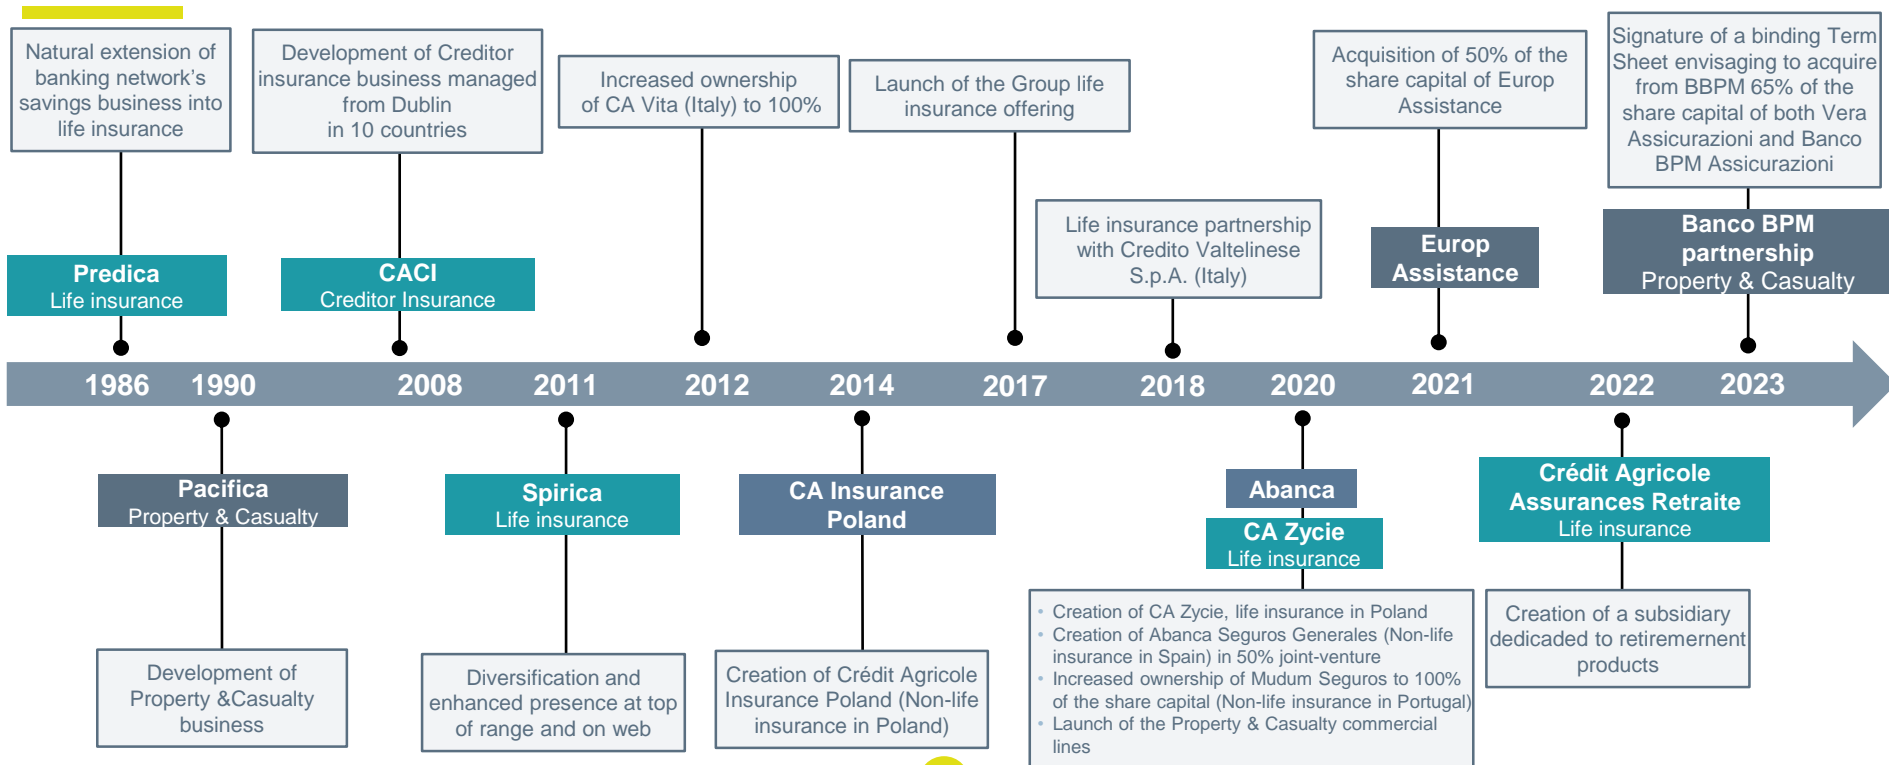 Natural extension of
banking network's
savings business into
life insurance
Development of Creditor
insurance business managed
from Dublin
in 10 countries
Increased ownership
of CA Vita (Italy) to 100%
Launch of the Group life
insurance offering
Life insurance partnership
with Credito Valtelinese
S.p.A. (Italy)
Acquisition of 50% of the
share capital of Europ
Assistance
Signature of a binding Term
Sheet envisaging to acquire
from BBPM 65% of the
share capital of both Vera
Assicurazioni and Banco
BPM Assicurazioni
Predica
Life insurance
CACI
Creditor Insurance
Europ
Assistance
Banco BPM
partnership
Property & Casualty
1986 1990 2008 2011 2012 2014 2017 2018 2020 2021 2022 2023
Pacifica
Property & Casualty
Spirica
Life insurance
CA Insurance
Poland
Abanca
CA Zycie
Life insurance
Crédit Agricole
Assurances Retraite
Life insurance
Development of
Property &Casualty
business
Diversification and
enhanced presence at top
of range and on web
Creation of Crédit Agricole
Insurance Poland (Non-life
insurance in Poland)
• Creation of CA Zycie, life insurance in Poland
• Creation of Abanca Seguros Generales (Non-life
insurance in Spain) in 50% joint-venture
• Increased ownership of Mudum Seguros to 100%
of the share capital (Non-life insurance in Portugal)
• Launch of the Property & Casualty commercial
lines
Creation of a subsidiary
dedicaded to retiremernent
products